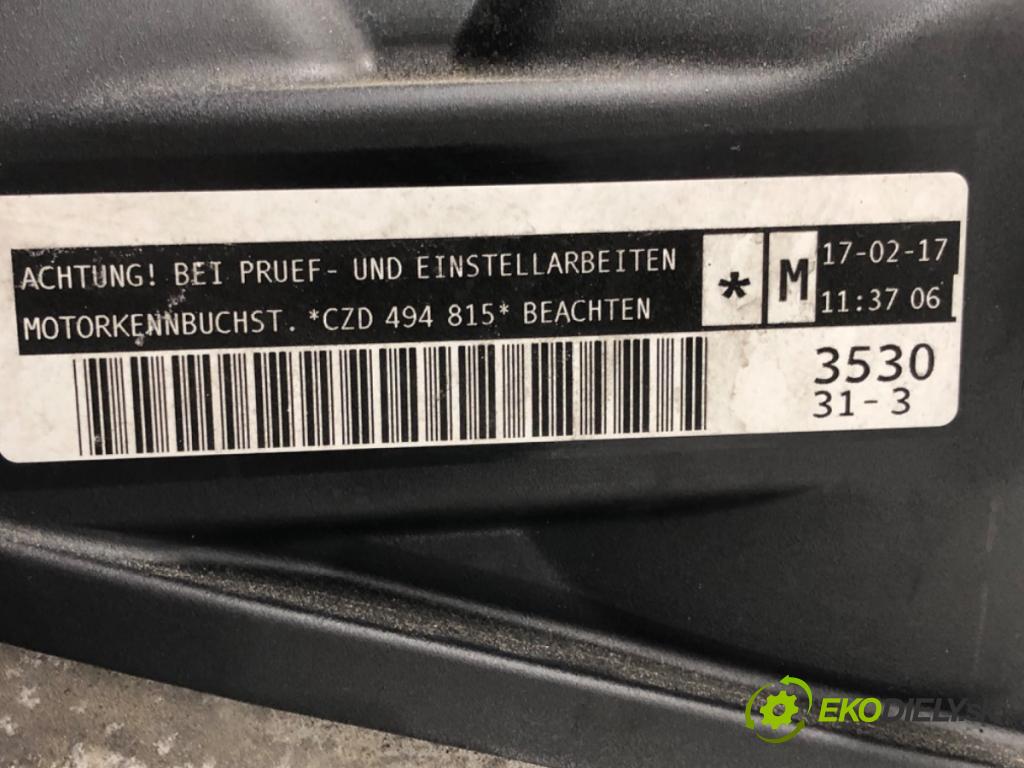 ACHTUNG! BEI PRUEF- UND EINSTELLARBEITEN
MOTORKENNBUCHST. *CZD 494 815* BEACHTEN
*
M
17-02-17
11:37 06
3530
31-3
EKODIELY.s